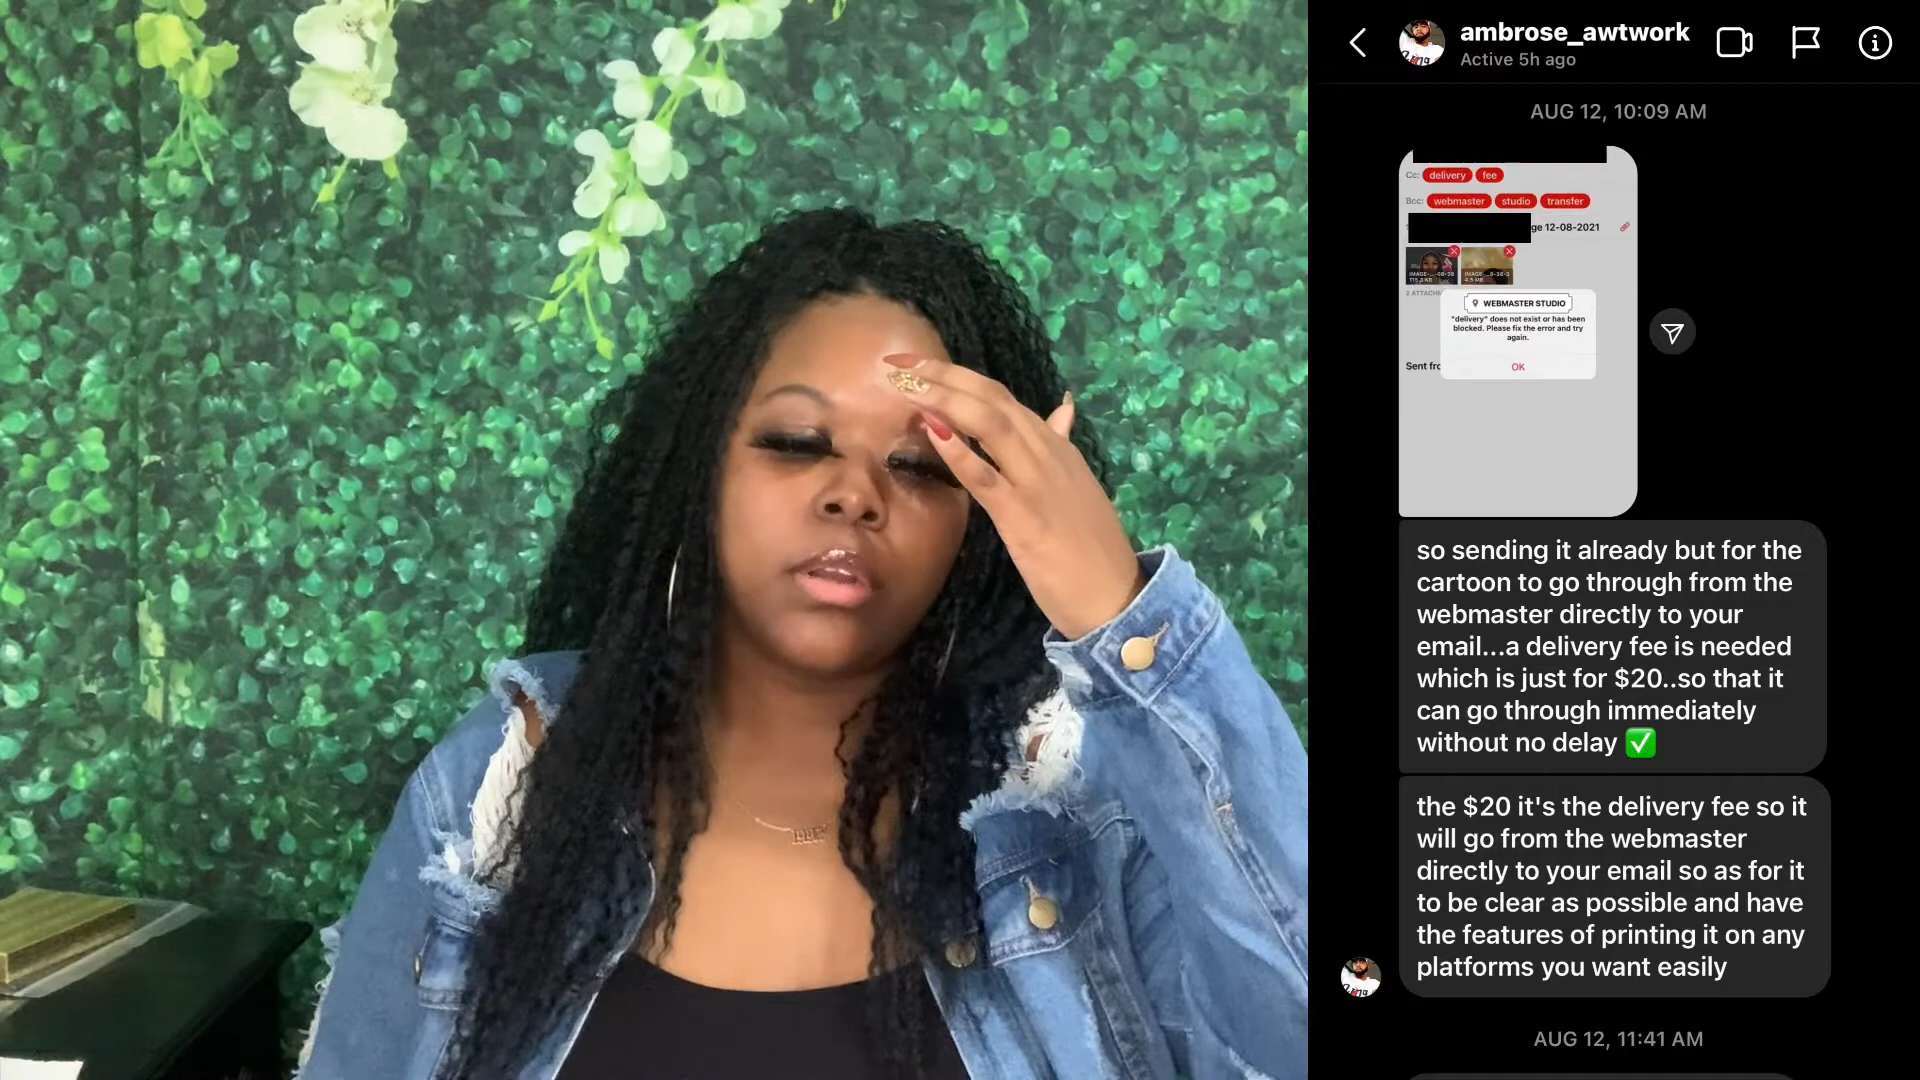 ambrose_awtwork
Active 5h ago
AUG 12, 10:09 AM
Cc: delivery fee
Bcc: webmaster studio transfer
ge 12-08-2021
WEBMASTER STUDIO
"delivery" does not exist or has been
blocked. Please fix the error and try
again.
OK
Sent fro
so sending it already but for the
cartoon to go through from the
webmaster directly to your
email...a delivery fee is needed
which is just for $20..so that it
can go through immediately
without no delay ✅
the $20 it's the delivery fee so it
will go from the webmaster
directly to your email so as for it
to be clear as possible and have
the features of printing it on any
platforms you want easily
AUG 12, 11:41 AM